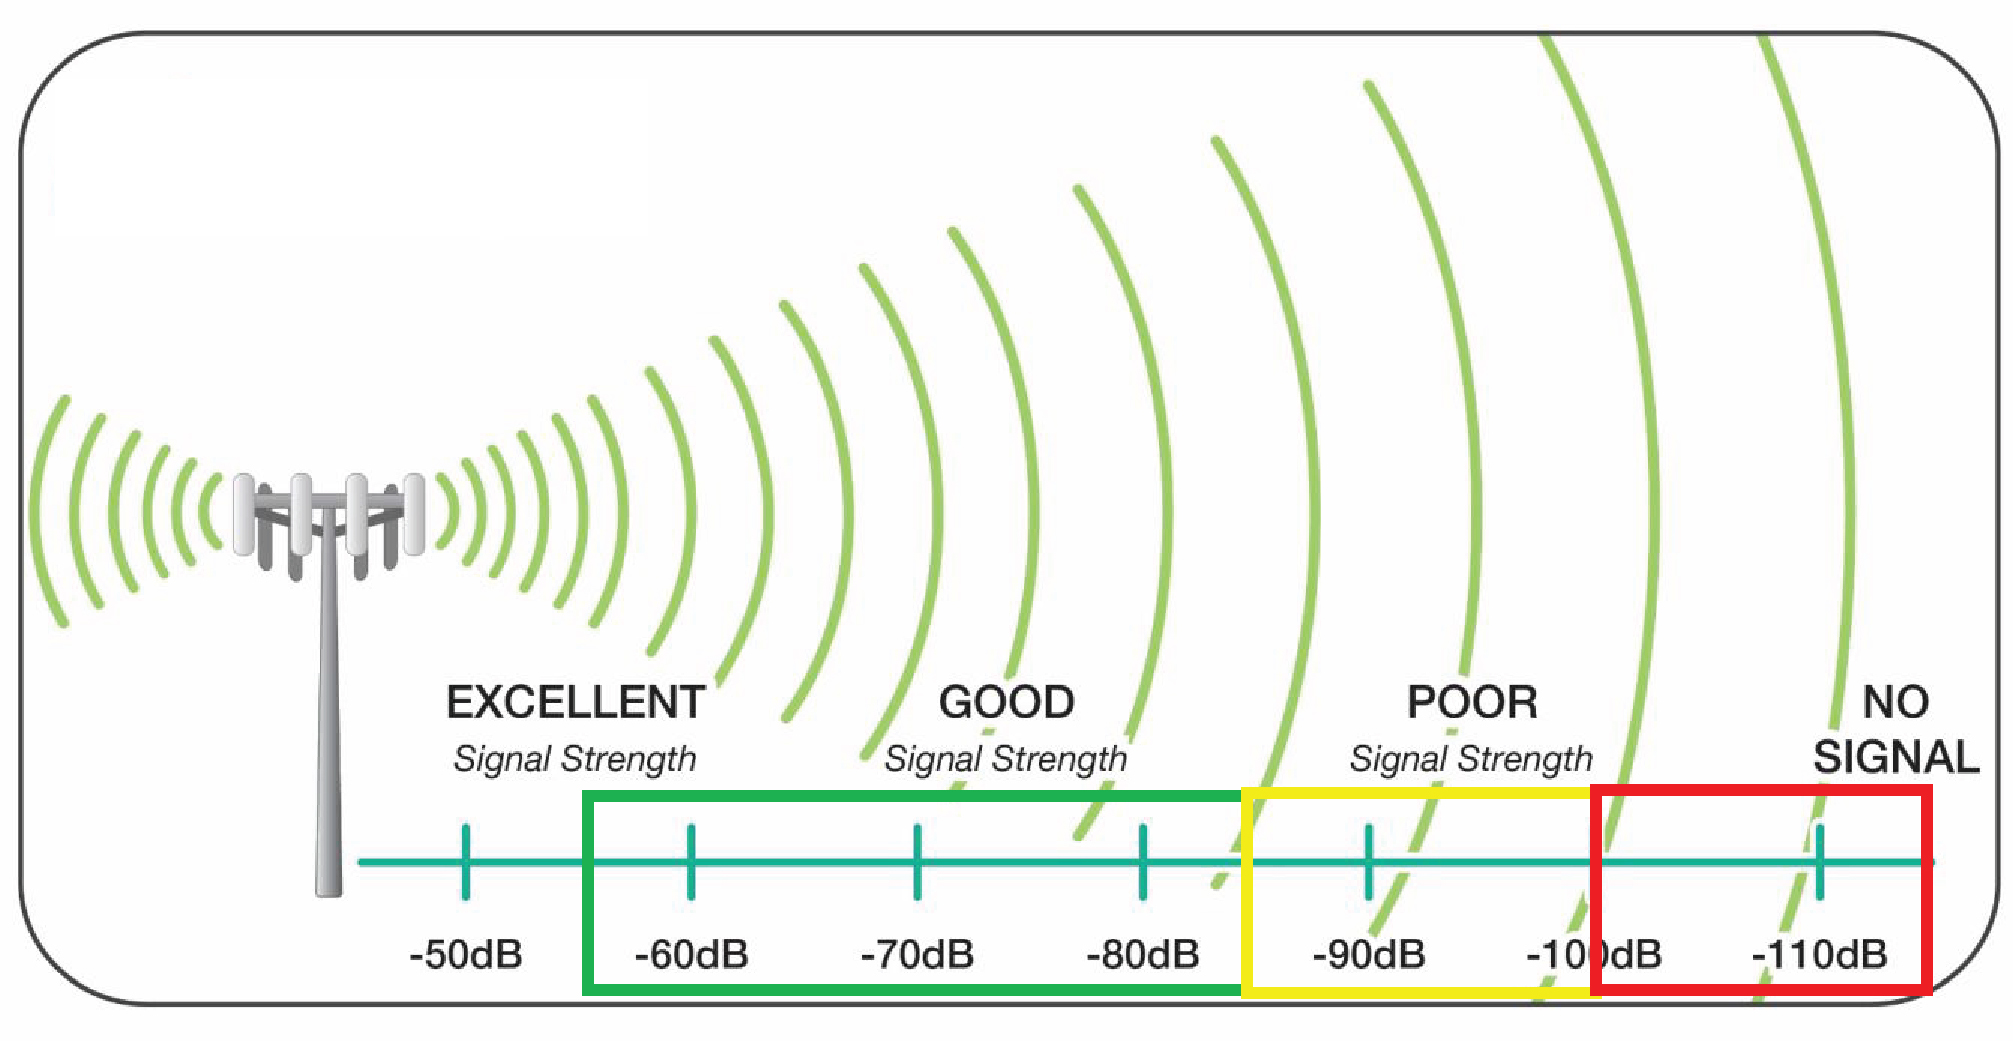 EXCELLENT
Signal Strength
GOOD
Signal Strength
POOR
Signal Strength
NO
SIGNAL
-50dB
-60dB
-70dB
-80dB
-90dB
-100dB
-110dB